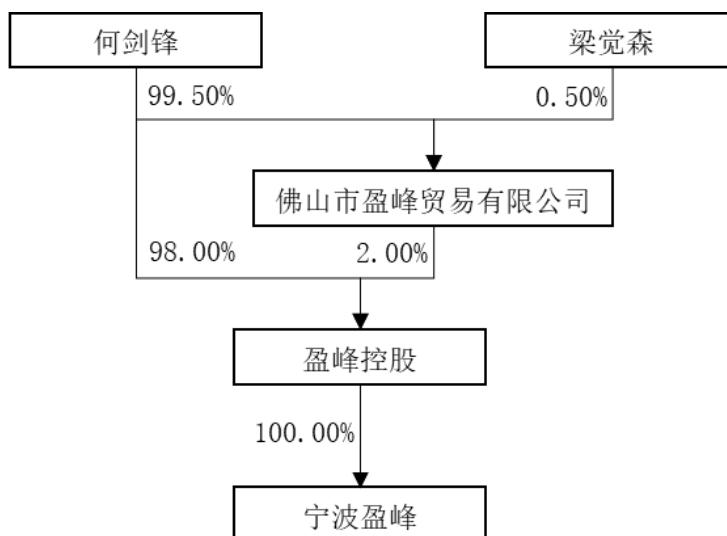 何剑锋
梁觉森
99.50%
0.50%
佛山市盈峰贸易有限公司
98.00%
2.00%
盈峰控股
100.00%
宁波盈峰